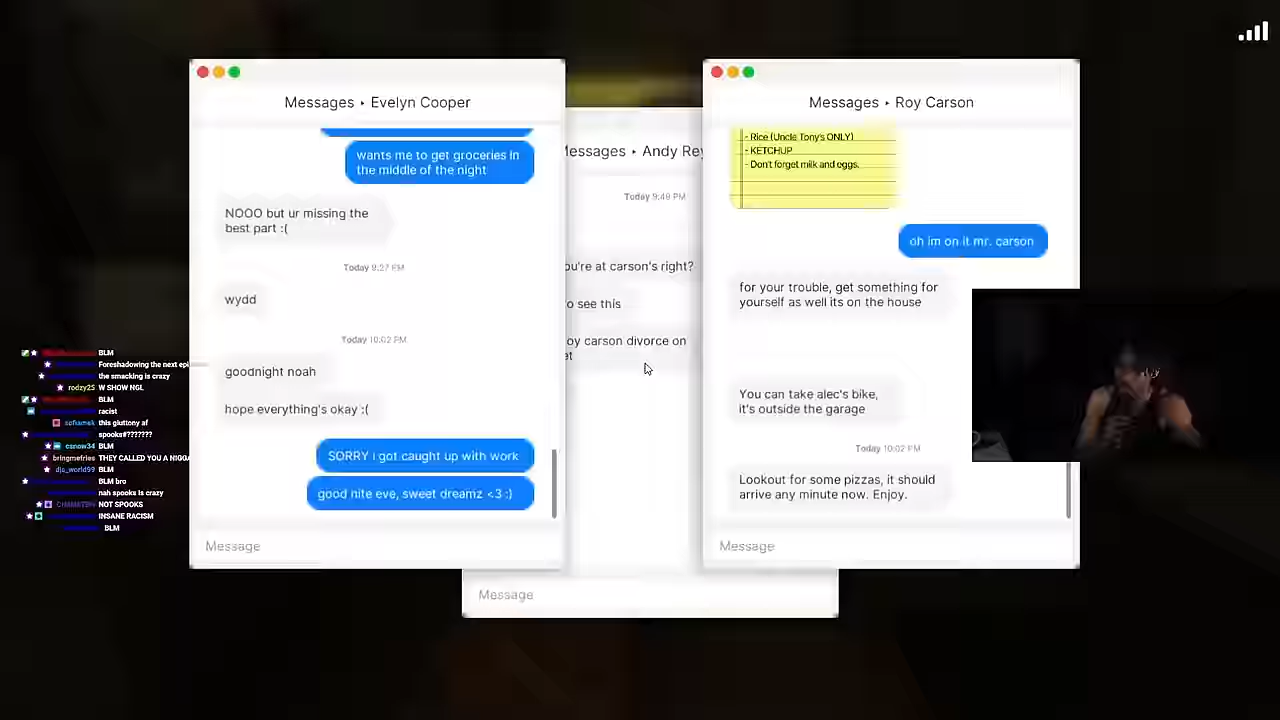 Messages ▸ Evelyn Cooper
wants me to get groceries in
the middle of the night
NOOO but ur missing the
best part :(
Today 9:27 PM
wydd
Today 10:02 PM
goodnight noah
hope everything's okay :(
SORRY i got caught up with work
good nite eve, sweet dreamz <3 :)
Message
Messages ▸ Andy Rey
Today 9:49 PM
ou're at carson's right?
o see this
oy carson divorce on
et
Message
Messages ▸ Roy Carson
- Rice (Uncle Tony's ONLY)
- KETCHUP
- Don't forget milk and eggs.
oh im on it mr. carson
for your trouble, get something for
yourself as well its on the house
You can take alec's bike,
it's outside the garage
Today 10:02 PM
Lookout for some pizzas, it should
arrive any minute now. Enjoy.
Message
BLM
Foreshadowing the next epi
the smacking is crazy
rodzy25 W SHOW NGL
BLM
racist
this gluttony af
spooks#???????
csnow34 BLM
bringmefries THEY CALLED YOU A NIGGA
djs_world99 BLM
BLM bro
nah spooks is crazy
NOT SPOOKS
INSANE RACISM
BLM